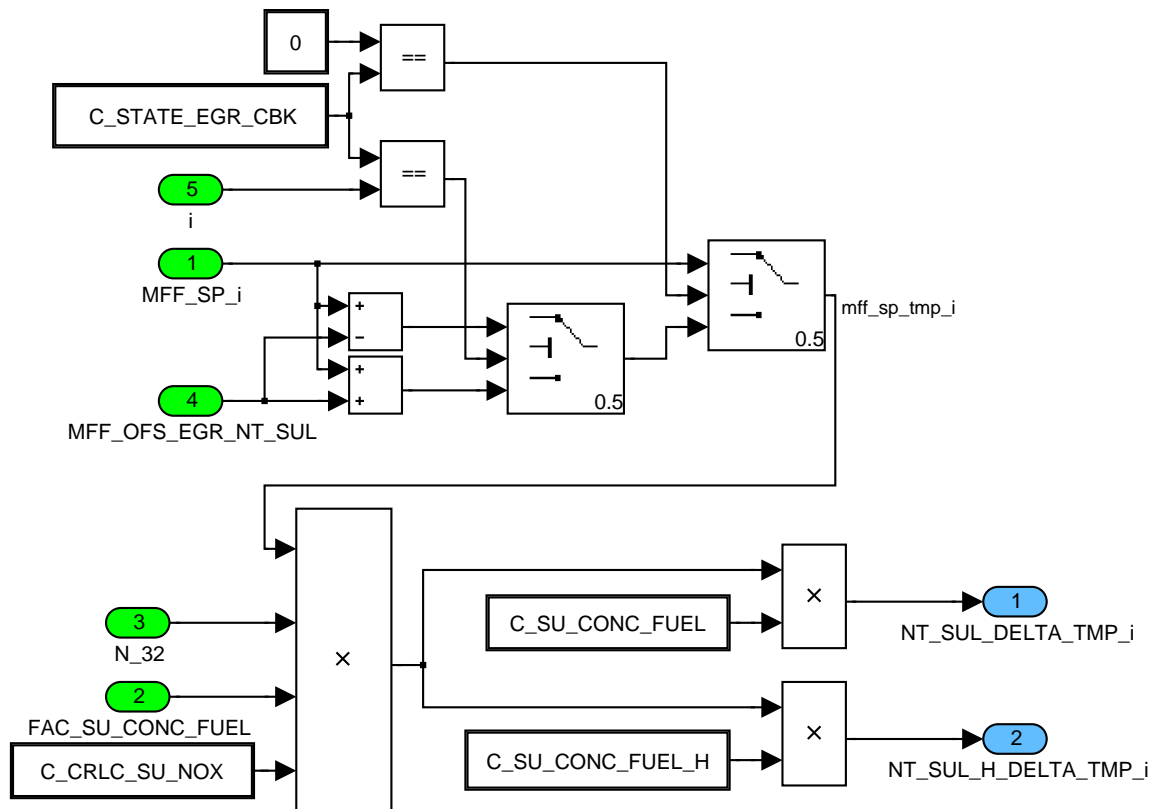 0
==
C_STATE_EGR_CBK
==
5
i
1
MFF_SP_i
mff_sp_tmp_i
0.5
+
−
+
+
0.5
4
MFF_OFS_EGR_NT_SUL
3
N_32
×
C_SU_CONC_FUEL
×
1
NT_SUL_DELTA_TMP_i
2
FAC_SU_CONC_FUEL
C_CRLC_SU_NOX
C_SU_CONC_FUEL_H
×
2
NT_SUL_H_DELTA_TMP_i